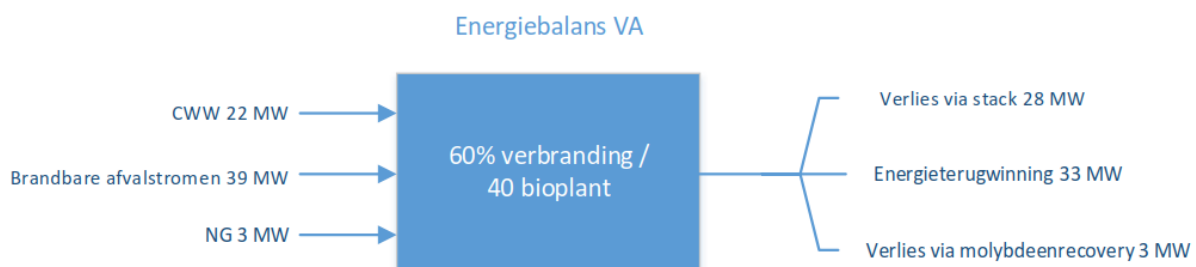 Energiebalans VA
CWW 22 MW
Brandbare afvalstromen 39 MW
NG 3 MW
60% verbranding /
40 bioplant
Verlies via stack 28 MW
Energieterugwinning 33 MW
Verlies via molybdeenrecovery 3 MW